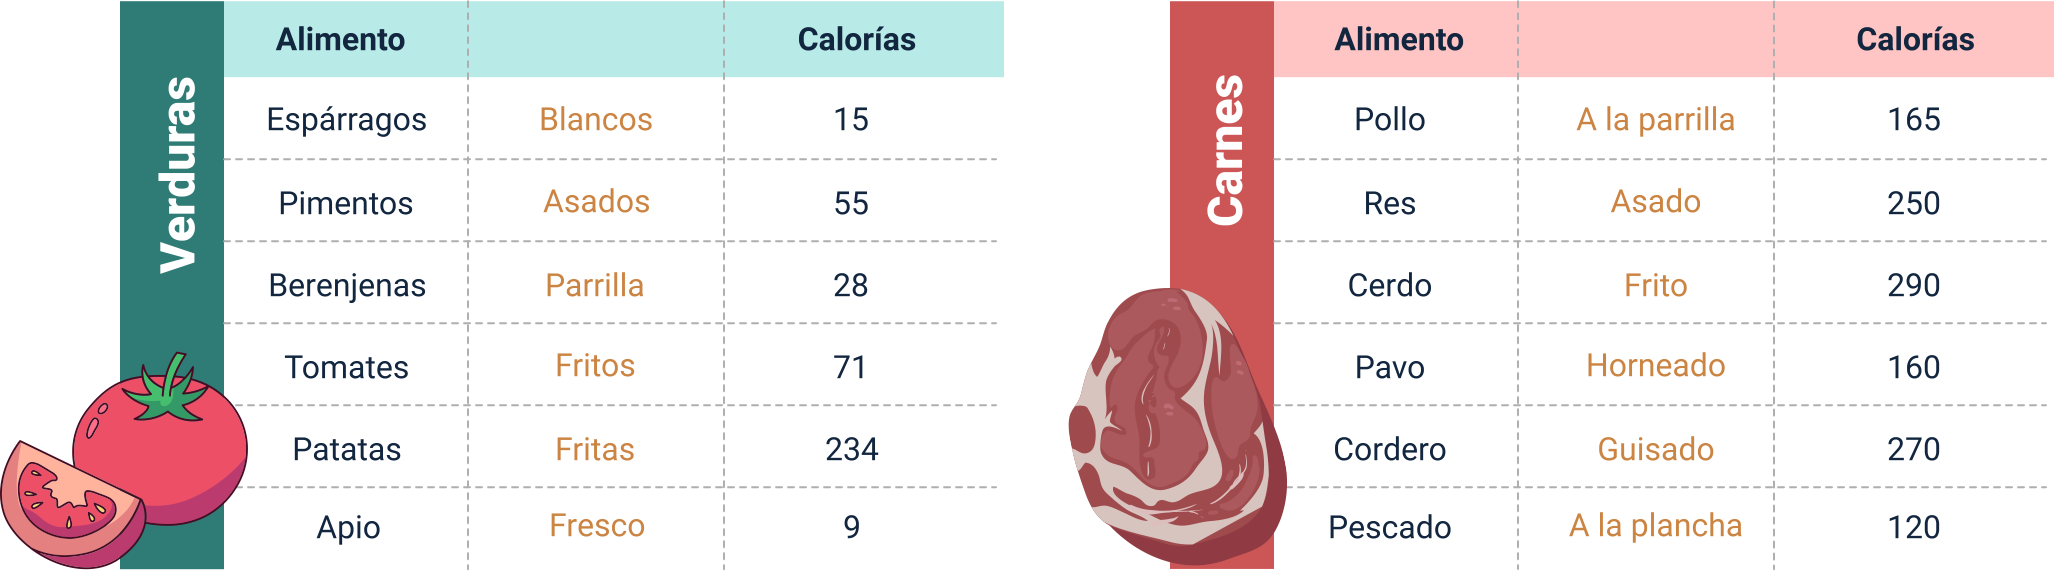 Verduras
Alimento Calorías
Espárragos Blancos 15
Pimentos Asados 55
Berenjenas Parrilla 28
Tomates Fritos 71
Patatas Fritas 234
Apio Fresco 9
Carnes
Alimento Calorías
Pollo A la parrilla 165
Res Asado 250
Cerdo Frito 290
Pavo Horneado 160
Cordero Guisado 270
Pescado A la plancha 120